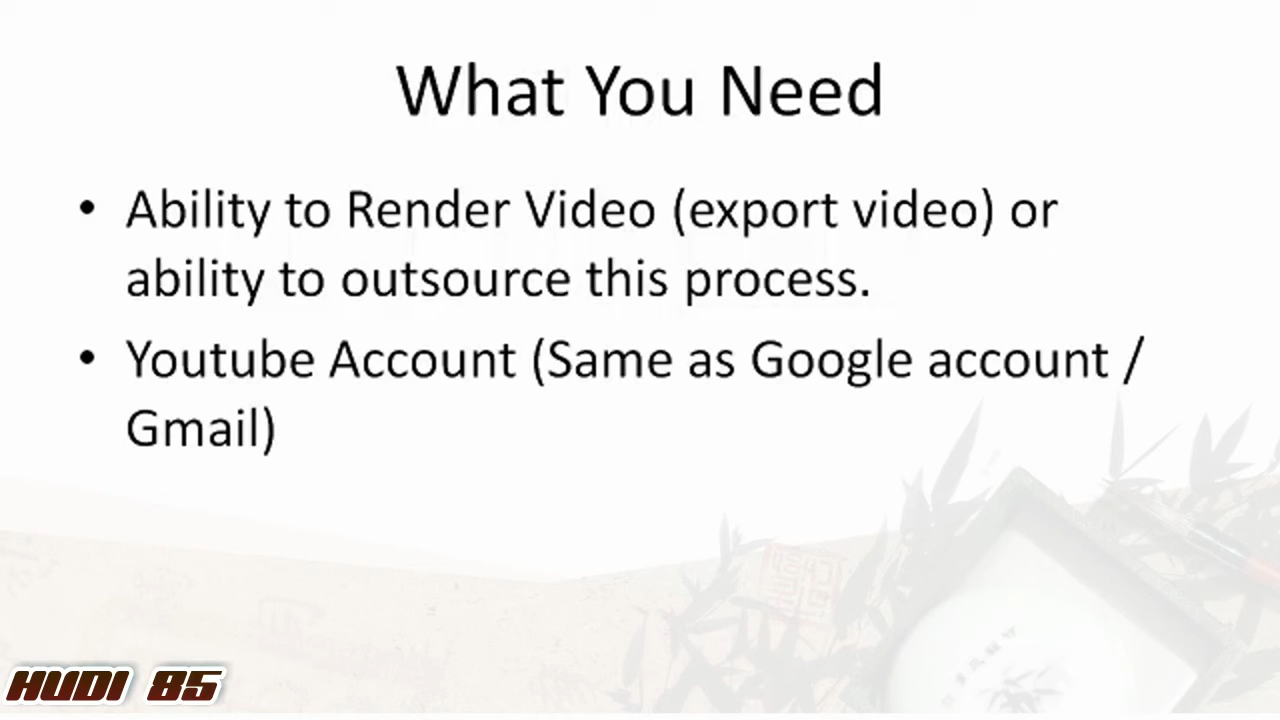 What You Need
• Ability to Render Video (export video) or
ability to outsource this process.
• Youtube Account (Same as Google account /
Gmail)
HUDI 85